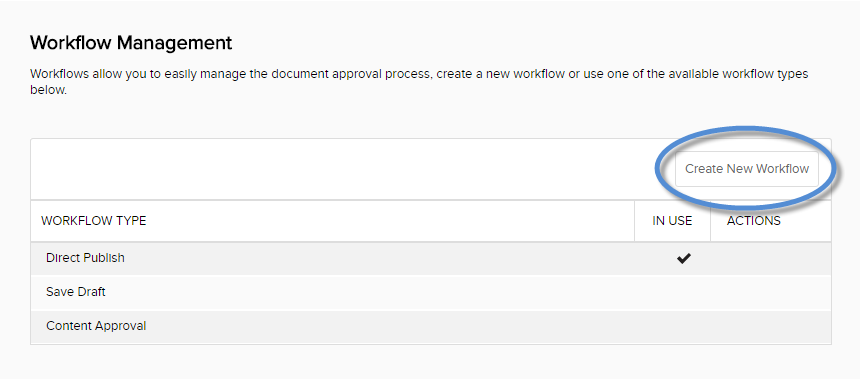 Workflow Management
Workflows allow you to easily manage the document approval process, create a new workflow or use one of the available workflow types
below.
Create New Workflow
WORKFLOW TYPE IN USE ACTIONS
Direct Publish
Save Draft
Content Approval